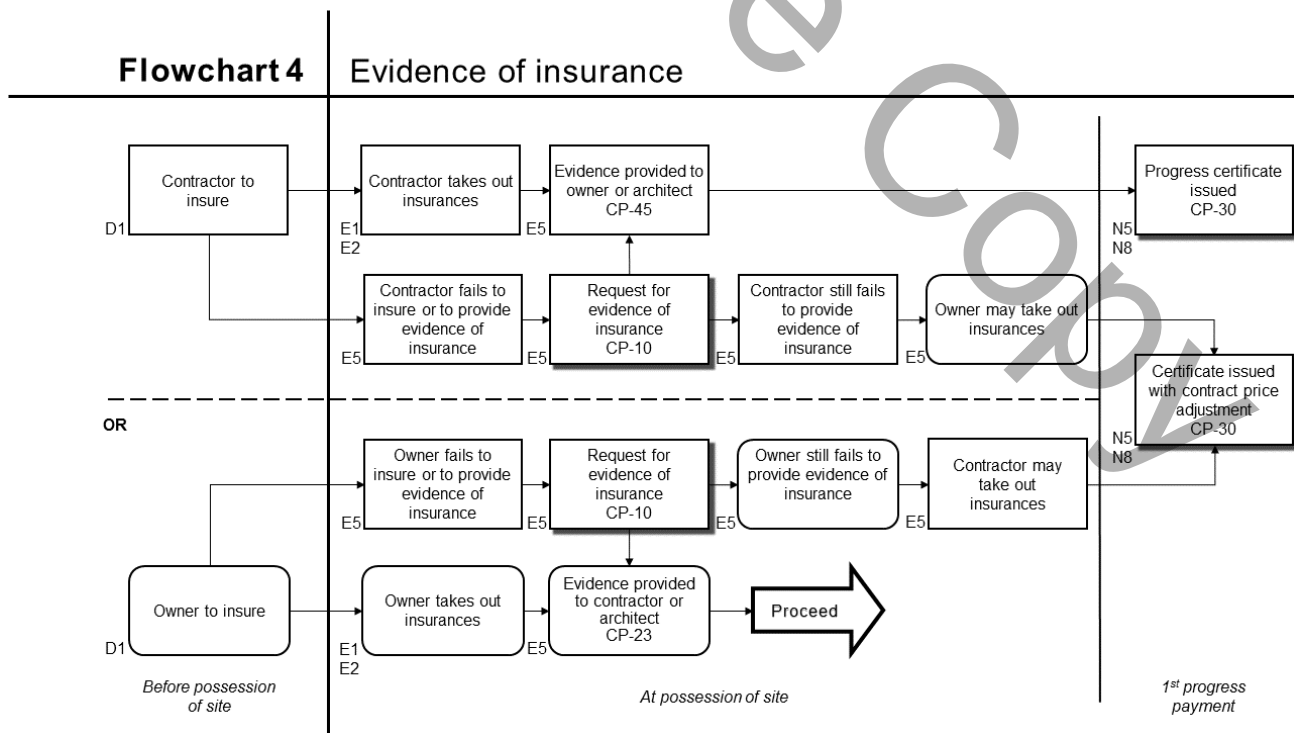 Flowchart 4
Evidence of insurance
e Copy
Contractor to
insure
D1
Contractor takes out
insurances
E1
E2
Evidence provided to
owner or architect
CP-45
E5
Progress certificate
issued
CP-30
N5
N8
Contractor fails to
insure or to provide
evidence of
insurance
E5
Request for
evidence of
insurance
CP-10
E5
Contractor still fails
to provide
evidence of
insurance
E5
Owner may take out
insurances
E5
Certificate issued
with contract price
adjustment
CP-30
N5
N8
OR
Owner fails to
insure or to provide
evidence of
insurance
E5
Request for
evidence of
insurance
CP-10
E5
Owner still fails to
provide evidence of
insurance
E5
Contractor may
take out
insurances
E5
Owner to insure
D1
Owner takes out
insurances
E1
E2
Evidence provided
to contractor or
architect
CP-23
E5
Proceed
Before possession
of site
At possession of site
1st progress
payment